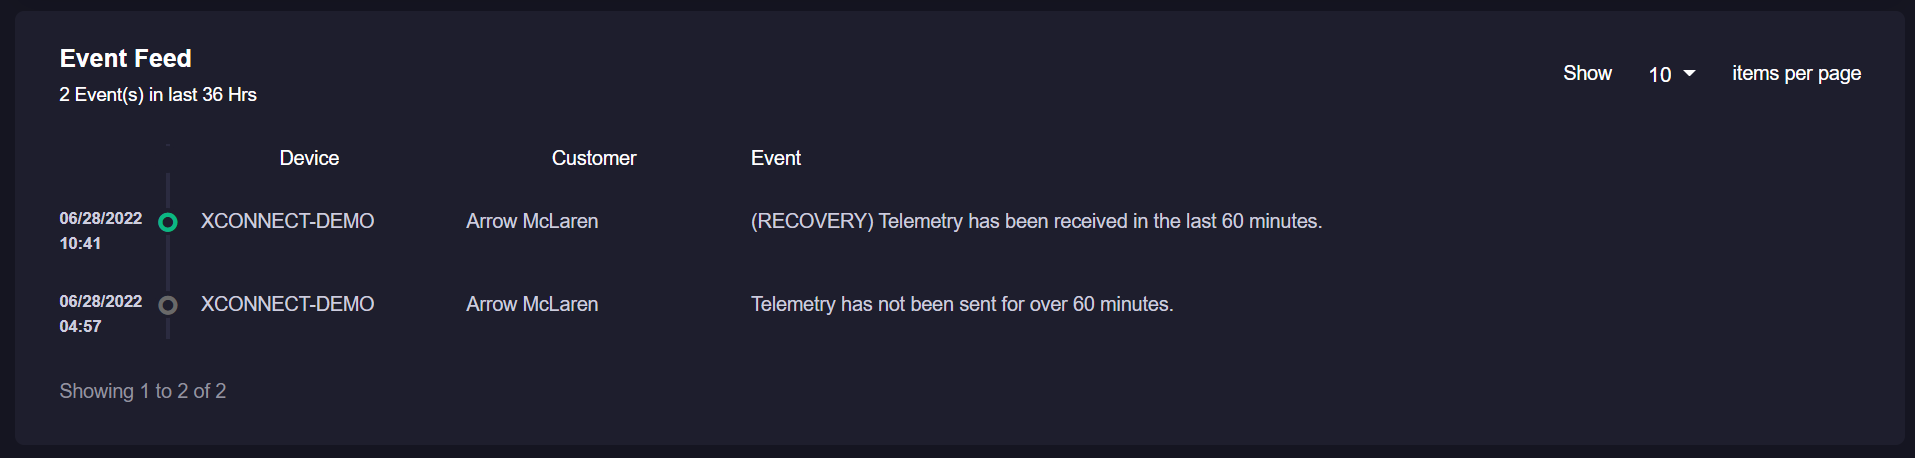 Event Feed
2 Event(s) in last 36 Hrs
Show 10 items per page
Device Customer Event
06/28/2022
10:41
XCONNECT-DEMO Arrow McLaren (RECOVERY) Telemetry has been received in the last 60 minutes.
06/28/2022
04:57
XCONNECT-DEMO Arrow McLaren Telemetry has not been sent for over 60 minutes.
Showing 1 to 2 of 2